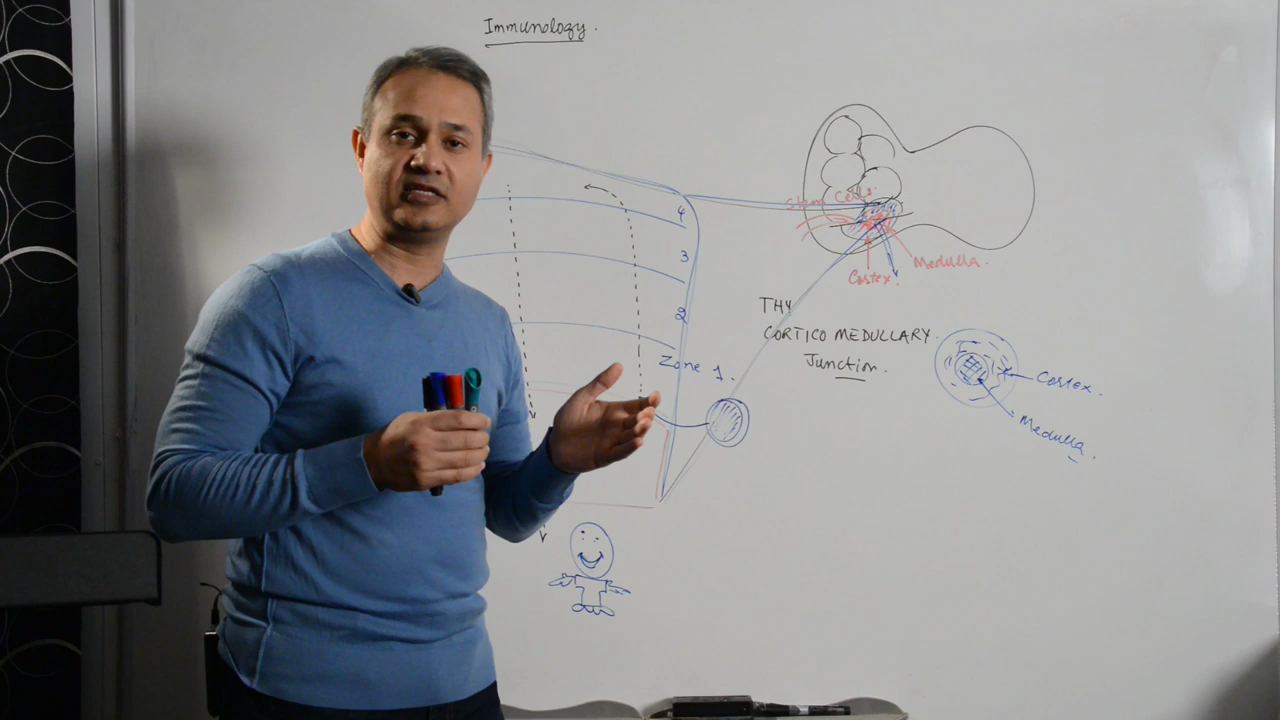 Immunology.
4
Stem Cells.
3
Medulla.
Cortex.
2
THY
CORTICO MEDULLARY
Junction.
Zone 1.
Cortex.
Medulla.